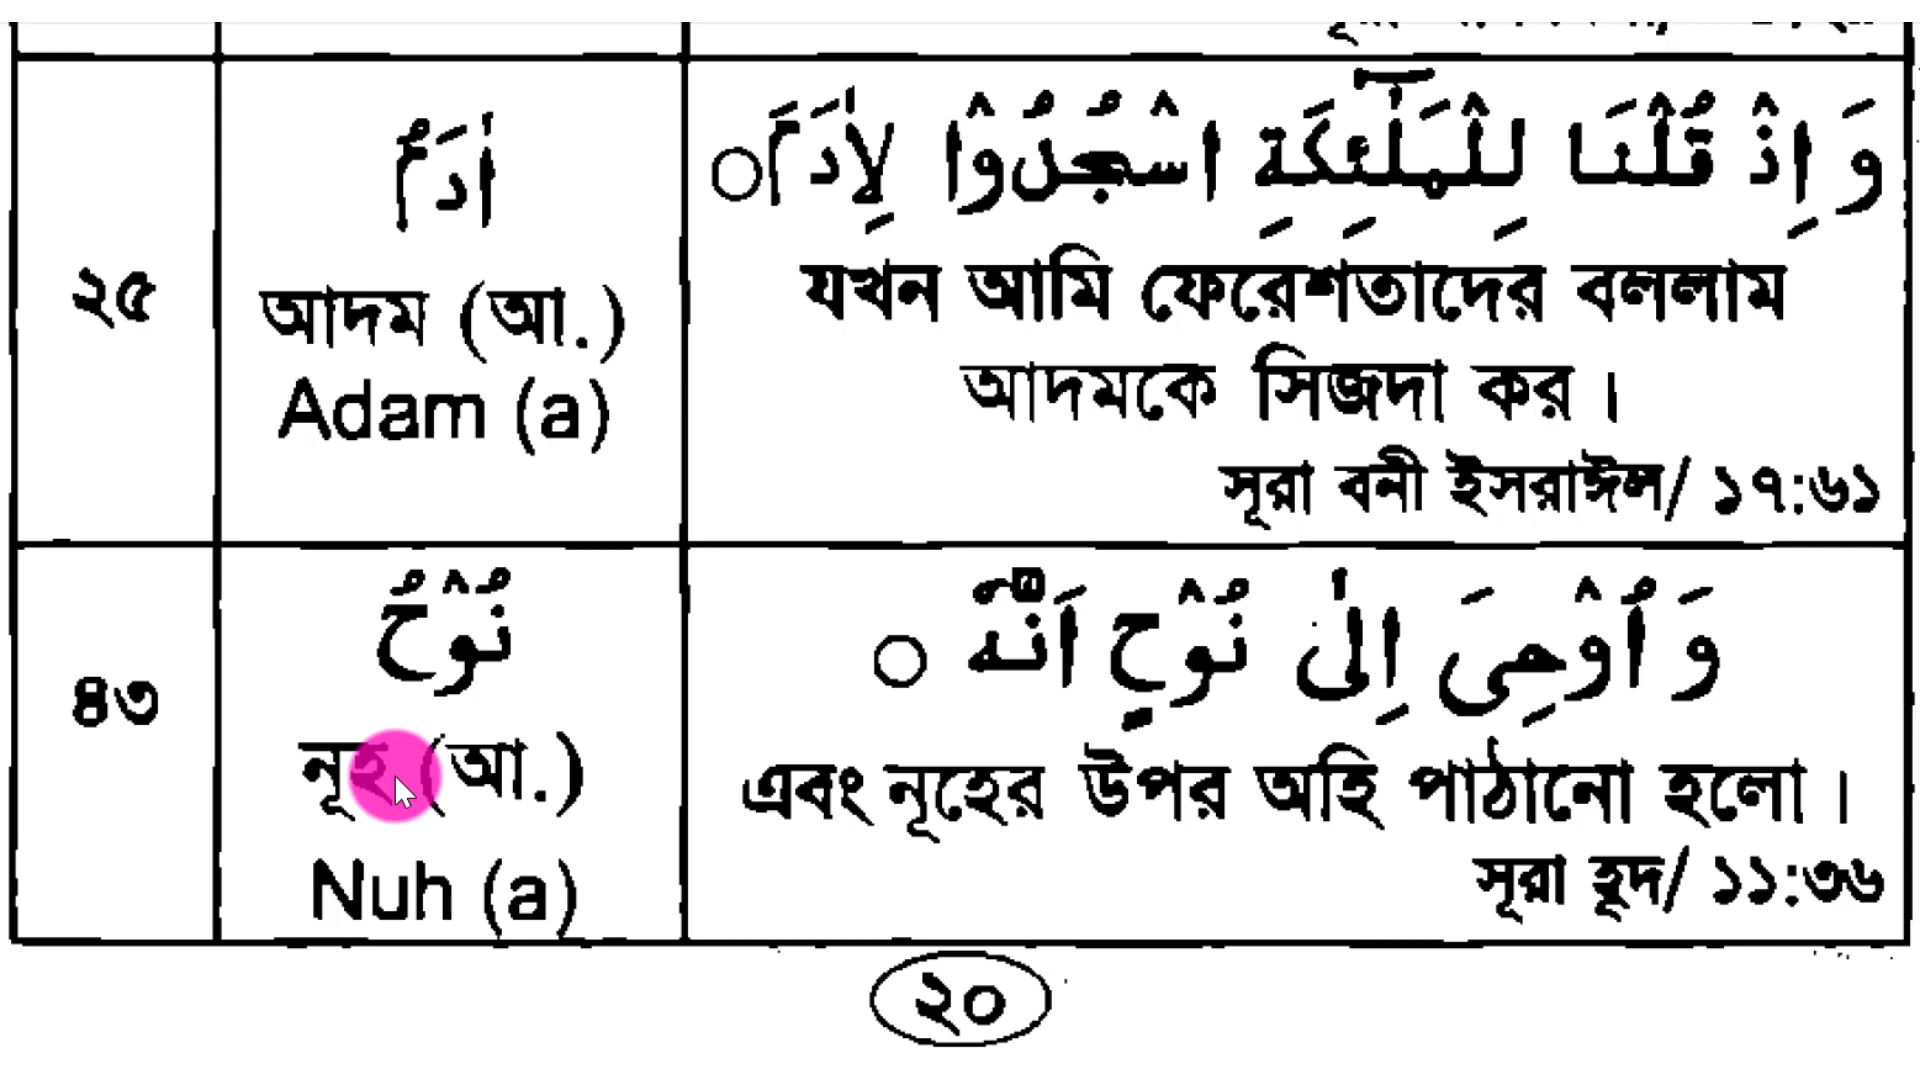 ২৫
اٰدَمُ
আদম (আ.)
Adam (a)
وَ اِذْ قُلْنَا لِلْمَلٰٓئِكَةِ اسْجُدُوْا لِاٰدَمَ○
যখন আমি ফেরেশতাদের বললাম
আদমকে সিজদা কর।
সূরা বনী ইসরাঈল/ ১৭:৬১
৪৩
نُوْحُ
নূহ (আ.)
Nuh (a)
وَ اُوْحِىَ اِلٰى نُوْحٍ اَنَّهٗ ○
এবং নূহের উপর অহি পাঠানো হলো।
সূরা হূদ/ ১১:৩৬
২০